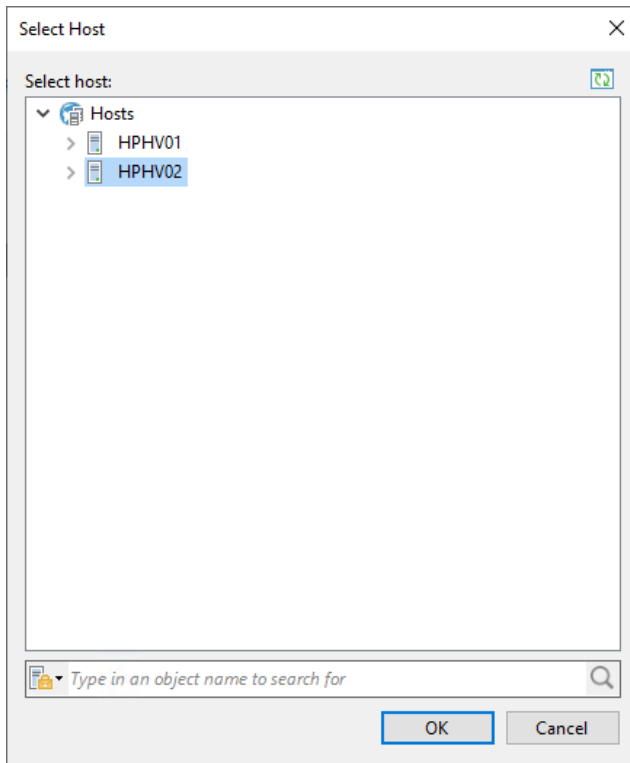 Select Host
Select host:
Hosts
HPHV01
HPHV02
Type in an object name to search for
OK
Cancel